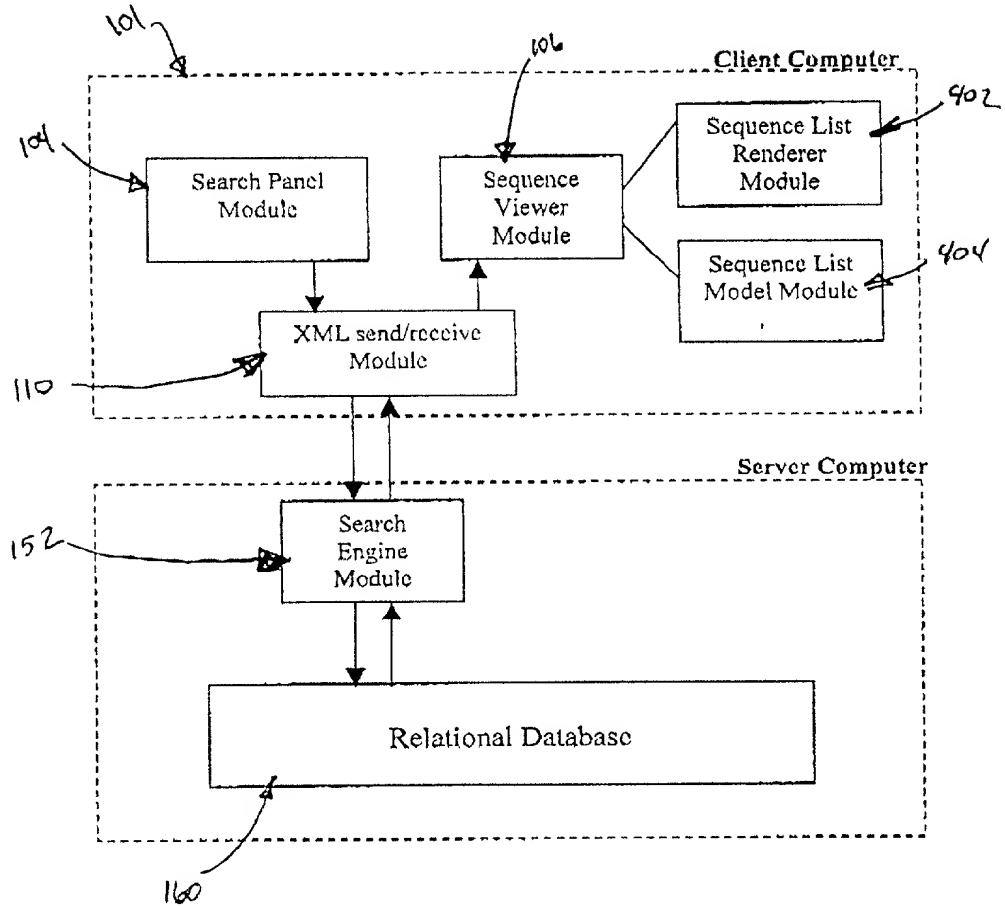 101
106
Client Computer
402
104
Search Panel
Module
Sequence
Viewer
Module
Sequence List
Renderer
Module
404
Sequence List
Model Module
XML send/receive
Module
110
Server Computer
152
Search
Engine
Module
Relational Database
160